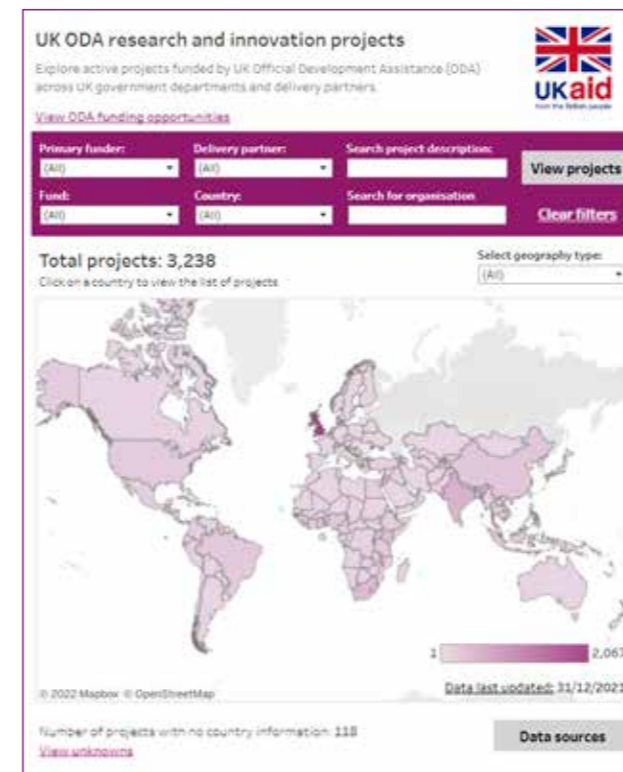 UK ODA research and innovation projects
Explore active projects funded by UK Official Development Assistance (ODA)
across UK government departments and delivery partners.
View ODA funding opportunities
UKaid
from the British people
Primary funder:
(All)
Delivery partner:
(All)
Search project description:
View projects
Fund:
(All)
Country:
(All)
Search for organisation
Clear filters
Total projects: 3,238
Click on a country to view the list of projects
Select geography type:
(All)
1
2,067
© 2022 Mapbox © OpenStreetMap
Data last updated: 31/12/2021
Number of projects with no country information: 118
View unknowns
Data sources